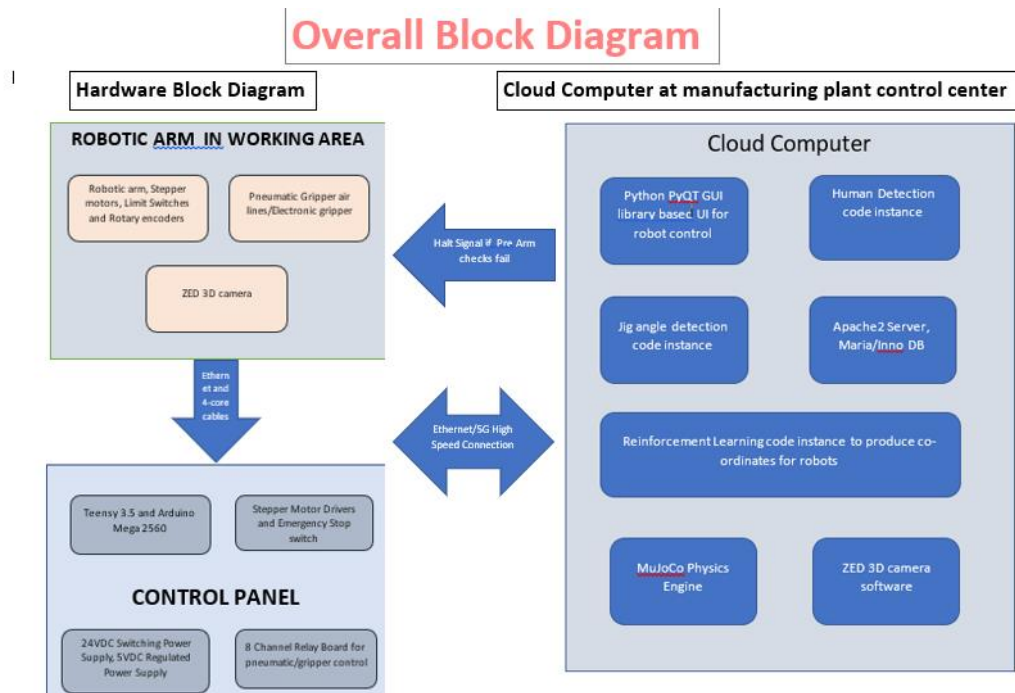 Overall Block Diagram
Hardware Block Diagram
Cloud Computer at manufacturing plant control center
ROBOTIC ARM IN WORKING AREA
Robotic arm, Stepper
motors, Limit Switches
and Rotary encoders
Pneumatic Gripper air
lines/Electronic gripper
ZED 3D camera
Halt Signal if Pre Arm
checks fail
Ethern
et and
4-core
cables
Ethernet/5G High
Speed Connection
Teensy 3.5 and Arduino
Mega 2560
Stepper Motor Drivers
and Emergency Stop
switch
CONTROL PANEL
24VDC Switching Power
Supply, 5VDC Regulated
Power Supply
8 Channel Relay Board for
pneumatic/gripper control
Cloud Computer
Python PyQT GUI
library based UI for
robot control
Human Detection
code instance
Jig angle detection
code instance
Apache2 Server,
Maria/Inno DB
Reinforcement Learning code instance to produce co-
ordinates for robots
MuJoCo Physics
Engine
ZED 3D camera
software